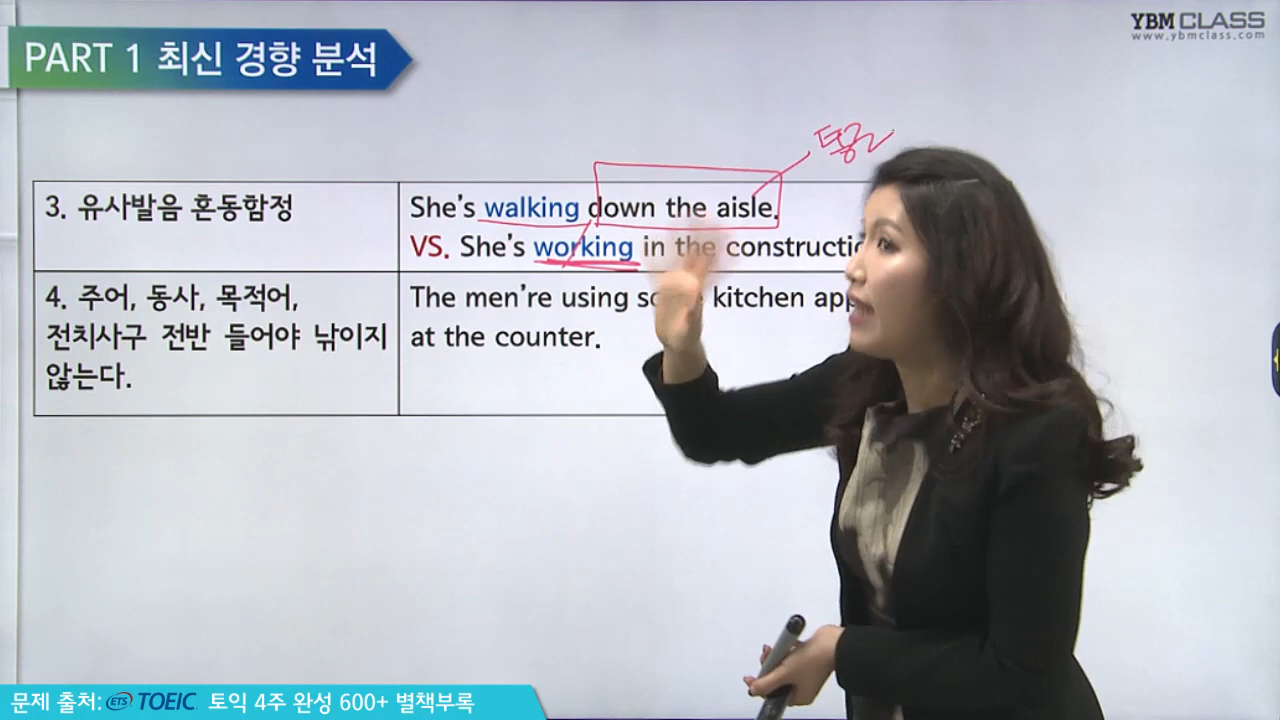 PART 1 최신 경향 분석
YBM CLASS
www.ybmclass.com
통로
3. 유사발음 혼동함정
She's walking down the aisle.
VS. She's working in the constructi
4. 주어, 동사, 목적어,
전치사구 전반 들어야 낚이지
않는다.
The men're using kitchen app
at the counter.
문제 출처: ETS TOEIC 토익 4주 완성 600+ 별책부록